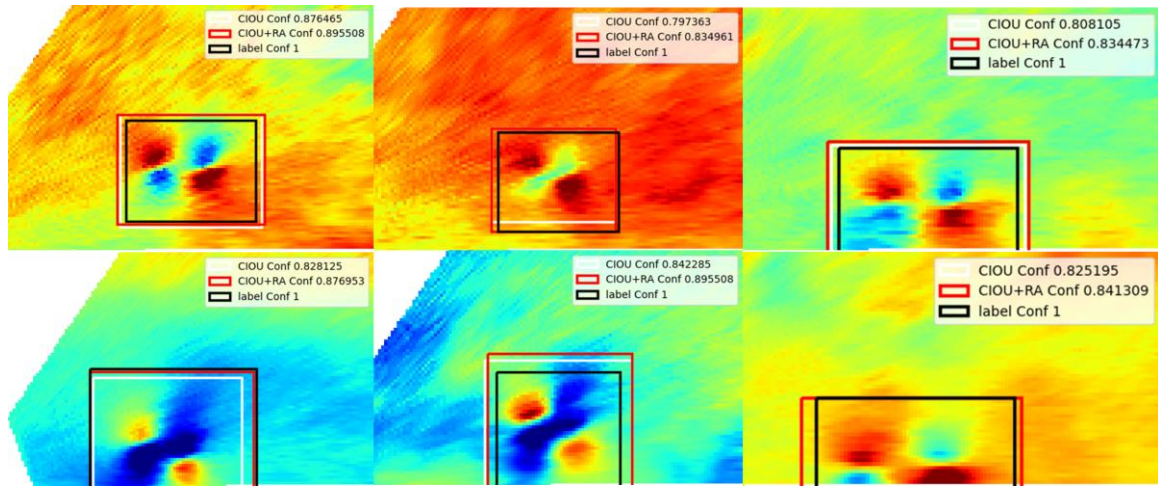 CIOU Conf 0.876465
CIOU+RA Conf 0.895508
label Conf 1
CIOU Conf 0.797363
CIOU+RA Conf 0.834961
label Conf 1
CIOU Conf 0.808105
CIOU+RA Conf 0.834473
label Conf 1
CIOU Conf 0.828125
CIOU+RA Conf 0.876953
label Conf 1
CIOU Conf 0.842285
CIOU+RA Conf 0.895508
label Conf 1
CIOU Conf 0.825195
CIOU+RA Conf 0.841309
label Conf 1